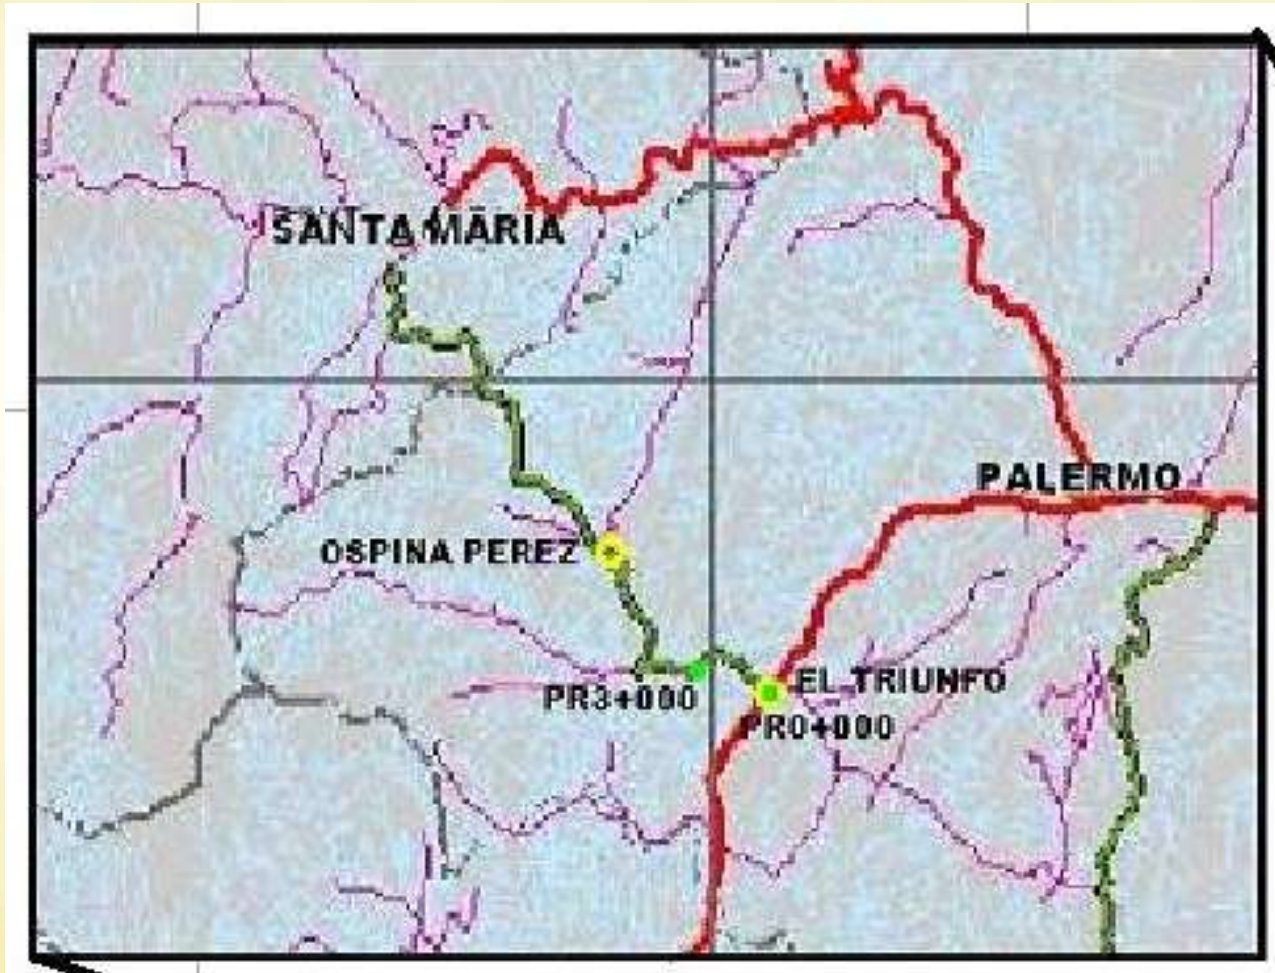 SANTA MARIA
PALERMO
OSPINA PEREZ
EL TRIUNFO
PR3+000
PR0+000